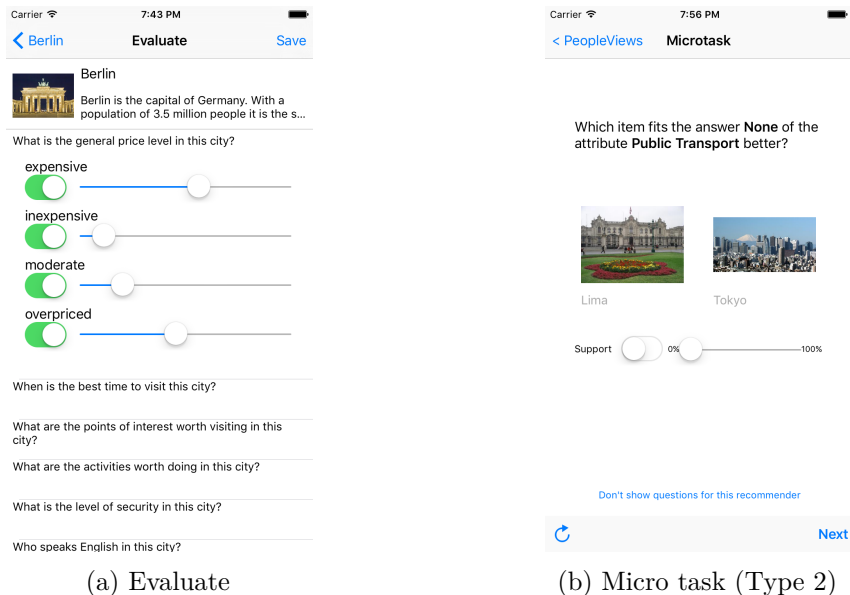 Carrier 7:43 PM
Berlin Evaluate Save
Berlin
Berlin is the capital of Germany. With a
population of 3.5 million people it is the s...
What is the general price level in this city?
expensive
inexpensive
moderate
overpriced
When is the best time to visit this city?
What are the points of interest worth visiting in this
city?
What are the activities worth doing in this city?
What is the level of security in this city?
Who speaks English in this city?
(a) Evaluate
Carrier 7:56 PM
< PeopleViews Microtask
Which item fits the answer None of the
attribute Public Transport better?
Lima Tokyo
Support 0% 100%
Don't show questions for this recommender
Next
(b) Micro task (Type 2)